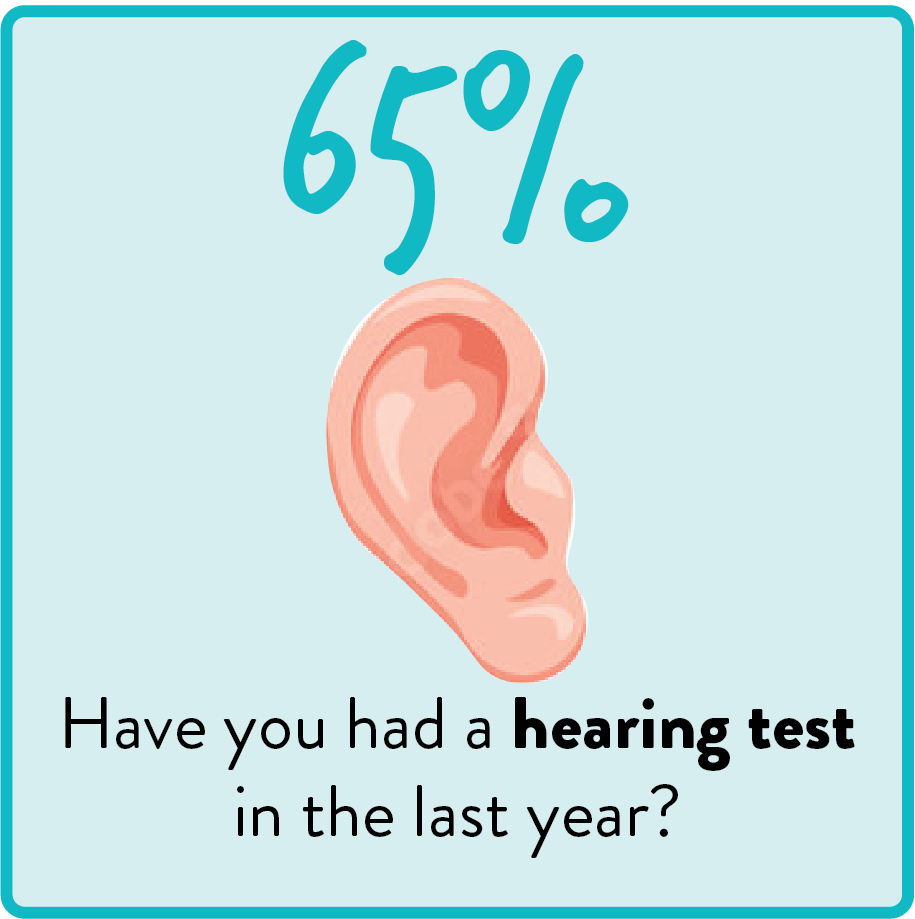 65%
Have you had a hearing test
in the last year?